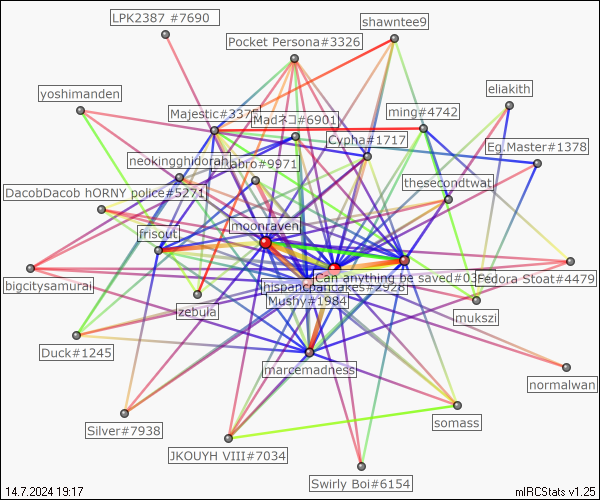 LPK2387 #7690
shawntee9
Pocket Persona#3326
eliakith
yoshimanden
Majestic#3375
Madネコ#6901
ming#4742
Cypha#1717
Eg.Master#1378
neokingghidorah
abro#9971
thesecondtwat
DacobDacob hORNY police#5271
moonraven
frisout
Can anything be saved#03
Fedora Stoat#4479
bigcitysamurai
hispancpancakes#2928
Mushy#1984
zebula
mukszi
Duck#1245
marcemadness
normalwan
somass
Silver#7938
JKOUYH VIII#7034
Swirly Boi#6154
14.7.2024 19:17
mIRCStats v1.25